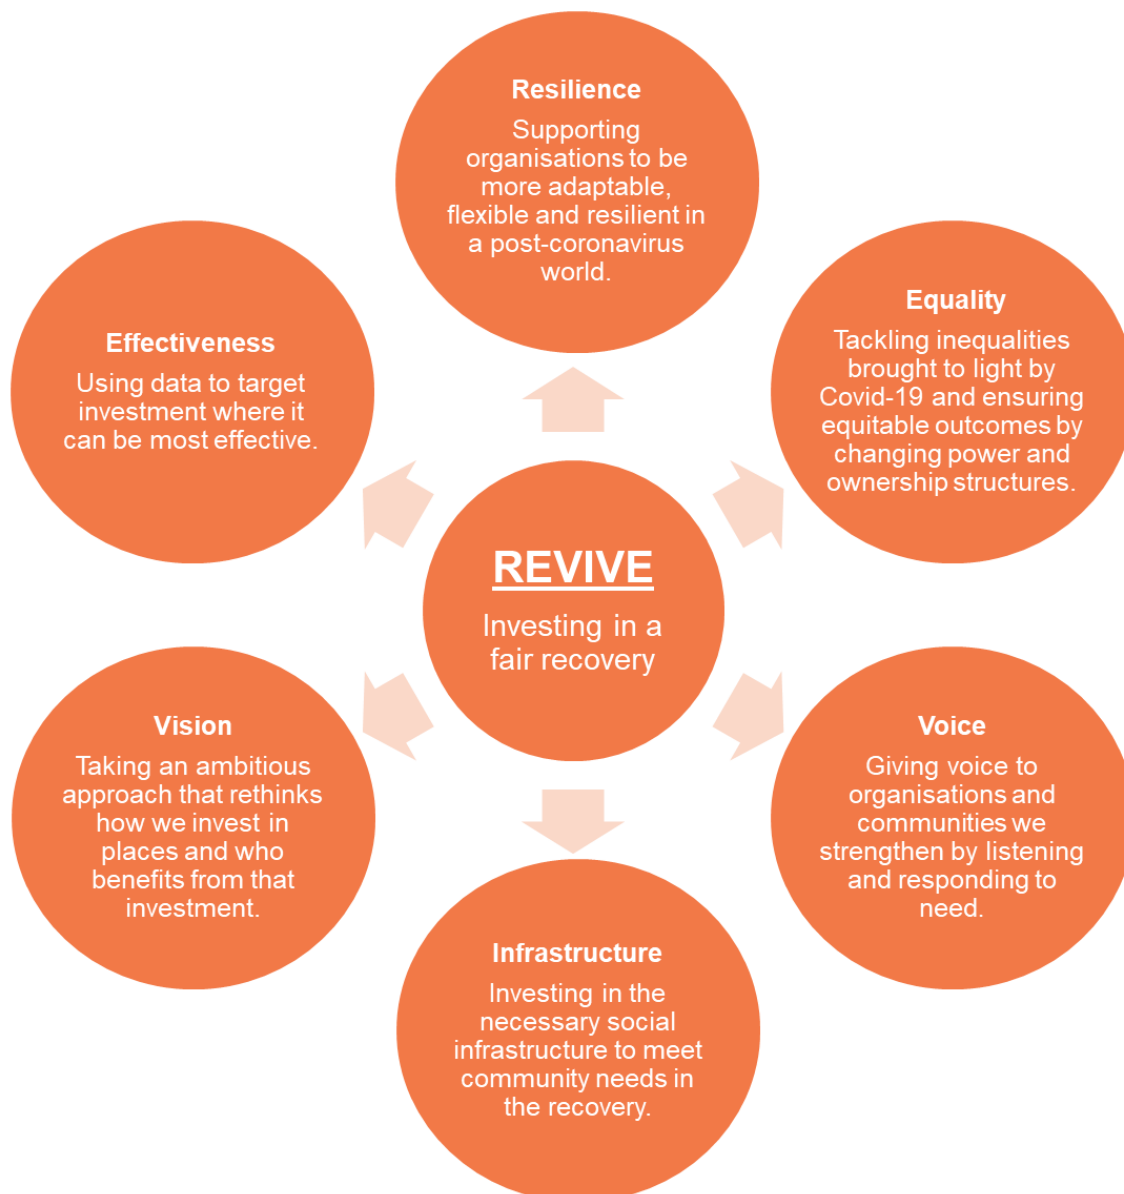 Resilience
Supporting
organisations to be
more adaptable,
flexible and resilient in
a post-coronavirus
world.
Equality
Tackling inequalities
brought to light by
Covid-19 and ensuring
equitable outcomes by
changing power and
ownership structures.
Voice
Giving voice to
organisations and
communities we
strengthen by listening
and responding to
need.
Infrastructure
Investing in the
necessary social
infrastructure to meet
community needs in
the recovery.
Vision
Taking an ambitious
approach that rethinks
how we invest in
places and who
benefits from that
investment.
Effectiveness
Using data to target
investment where it
can be most effective.
REVIVE
Investing in a
fair recovery